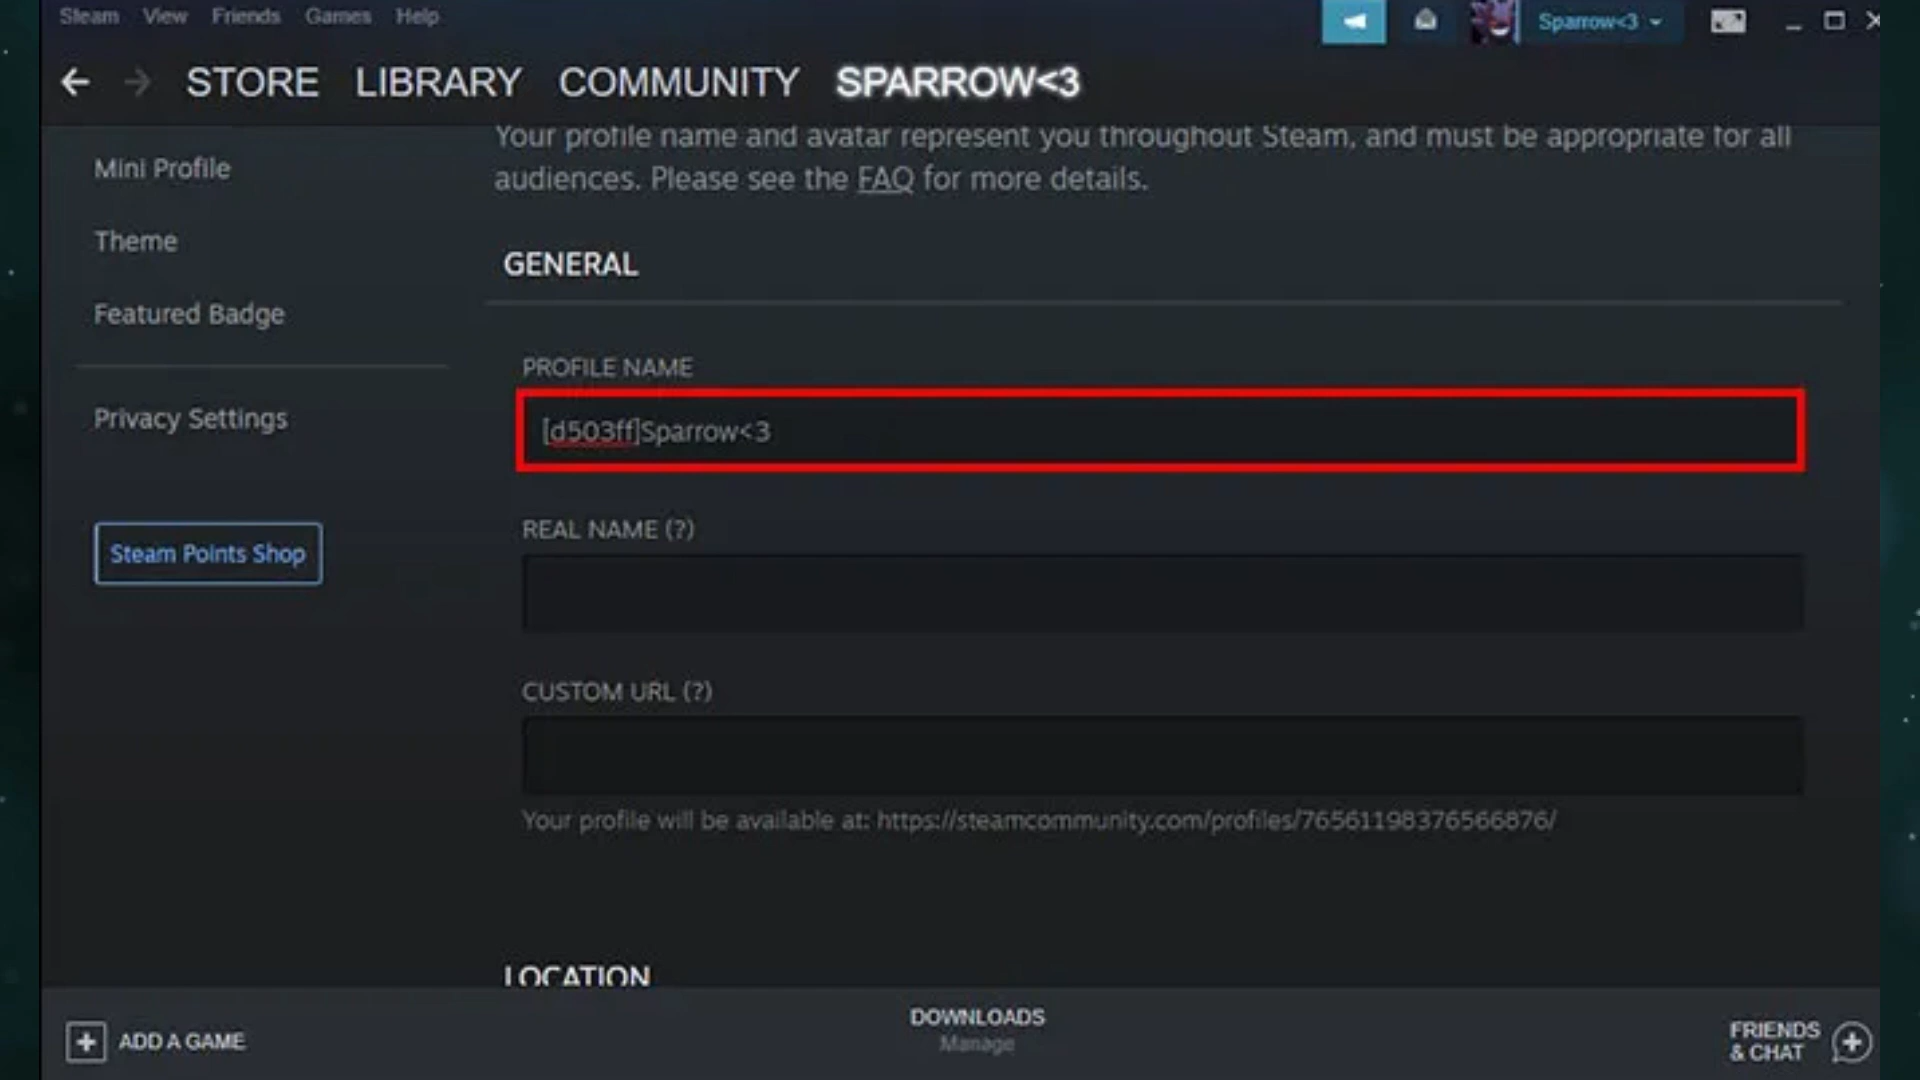 Steam View Friends Games Help
Sparrow<3
STORE LIBRARY COMMUNITY SPARROW<3
Your profile name and avatar represent you throughout Steam, and must be appropriate for all
audiences. Please see the FAQ for more details.
Mini Profile
Theme
Featured Badge
Privacy Settings
Steam Points Shop
GENERAL
PROFILE NAME
[d503ff]Sparrow<3
REAL NAME (?)
CUSTOM URL (?)
Your profile will be available at: https://steamcommunity.com/profiles/76561198376566876/
LOCATION
ADD A GAME
DOWNLOADS
Manage
FRIENDS
& CHAT